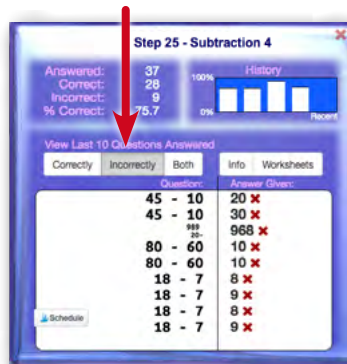 Step 25 - Subtraction 4
Answered: 37
Correct: 28
Incorrect: 9
% Correct: 75.7
History
100%
0%
Recent
View Last 10 Questions Answered
Correctly Incorrectly Both Info Worksheets
Question: Answer Given:
45 - 10 20 ×
45 - 10 30 ×
989
20- 968 ×
80 - 60 10 ×
80 - 60 10 ×
18 - 7 8 ×
18 - 7 9 ×
18 - 7 8 ×
18 - 7 9 ×
Schedule